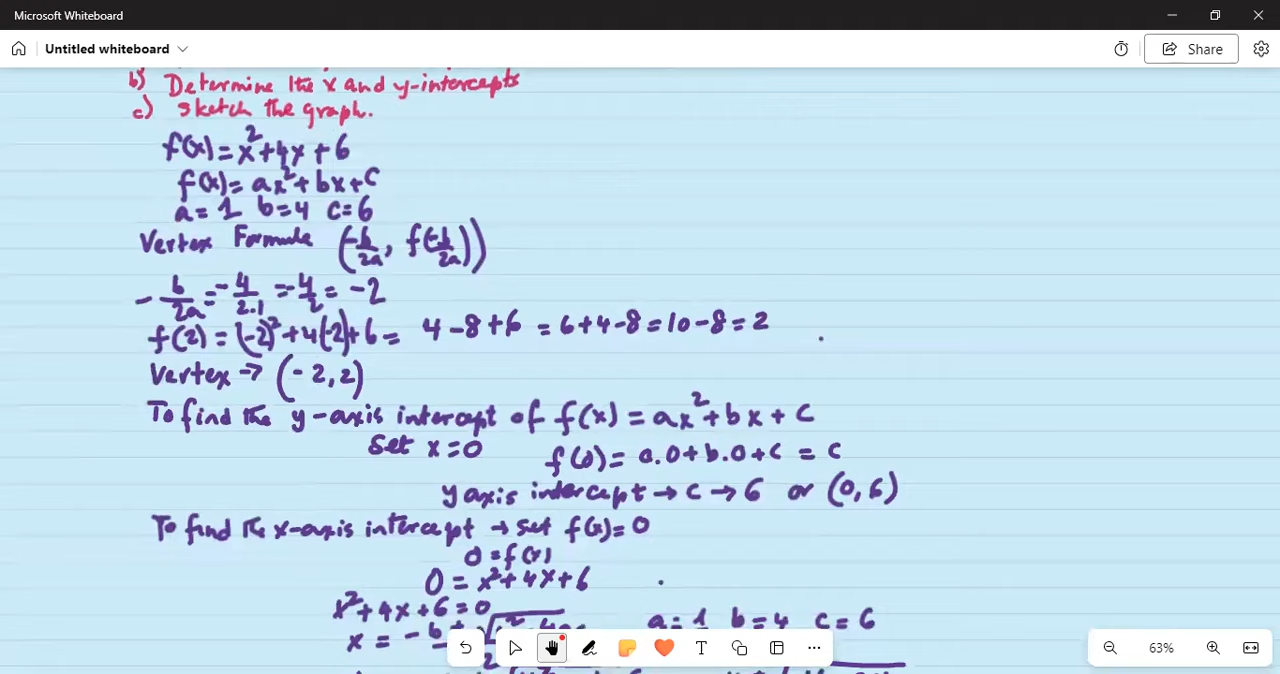 Microsoft Whiteboard
Untitled whiteboard
Share
b) Determine the x and y-intercepts
c) Sketch the graph.
f(x)=x²+4x+6
f(x)= ax²+bx+c
a=1 b=4 c=6
Vertex Formula (-b/2a, f(-b/2a))
-b/2a=-4/2.1=-4/2=-2
f(2)=(-2)²+4(-2)+6= 4-8+6 = 6+4-8=10-8=2
Vertex → (-2,2)
To find the y-axis intercept of f(x)=ax²+bx+c
Set x=0 f(0)= a.0+b.0+c = c
y axis intercept → c → 6 or (0,6)
To find the x-axis intercept → set f(x)=0
0=f(x)
0 = x²+4x+6
x²+4x+6=0
x = -b a=1 b=4 c=6
63%